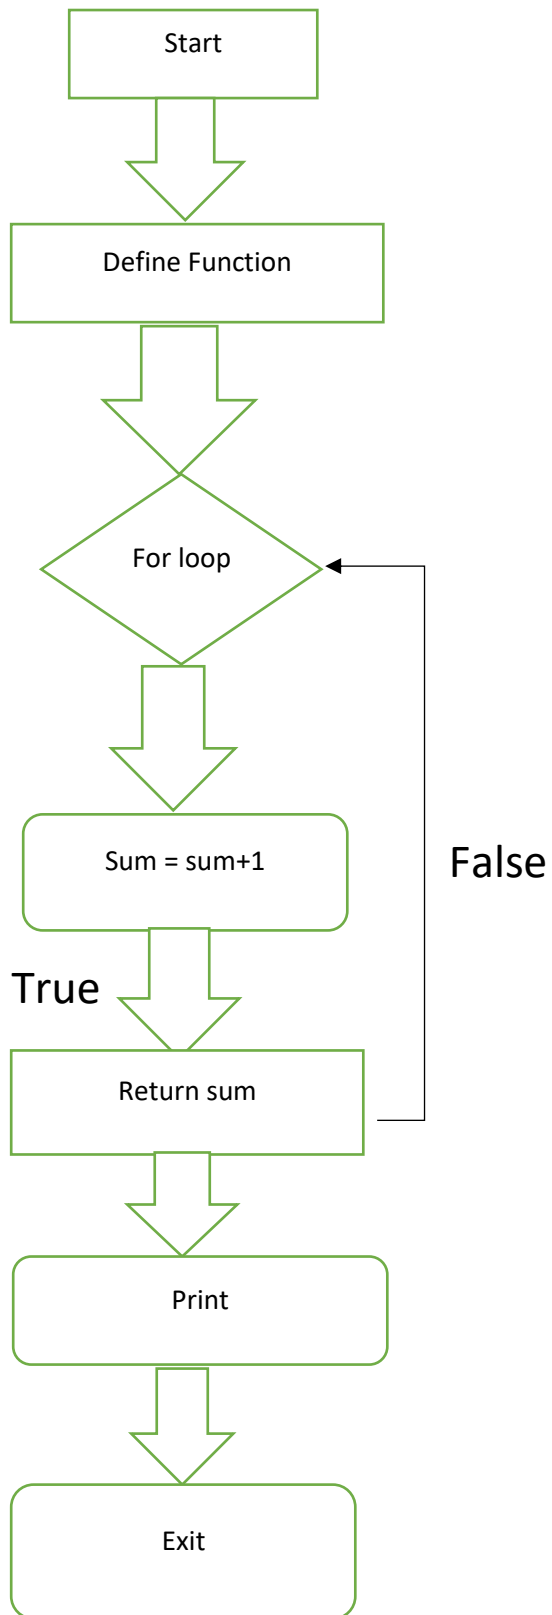 Start
Define Function
For loop
Sum = sum+1
False
True
Return sum
Print
Exit